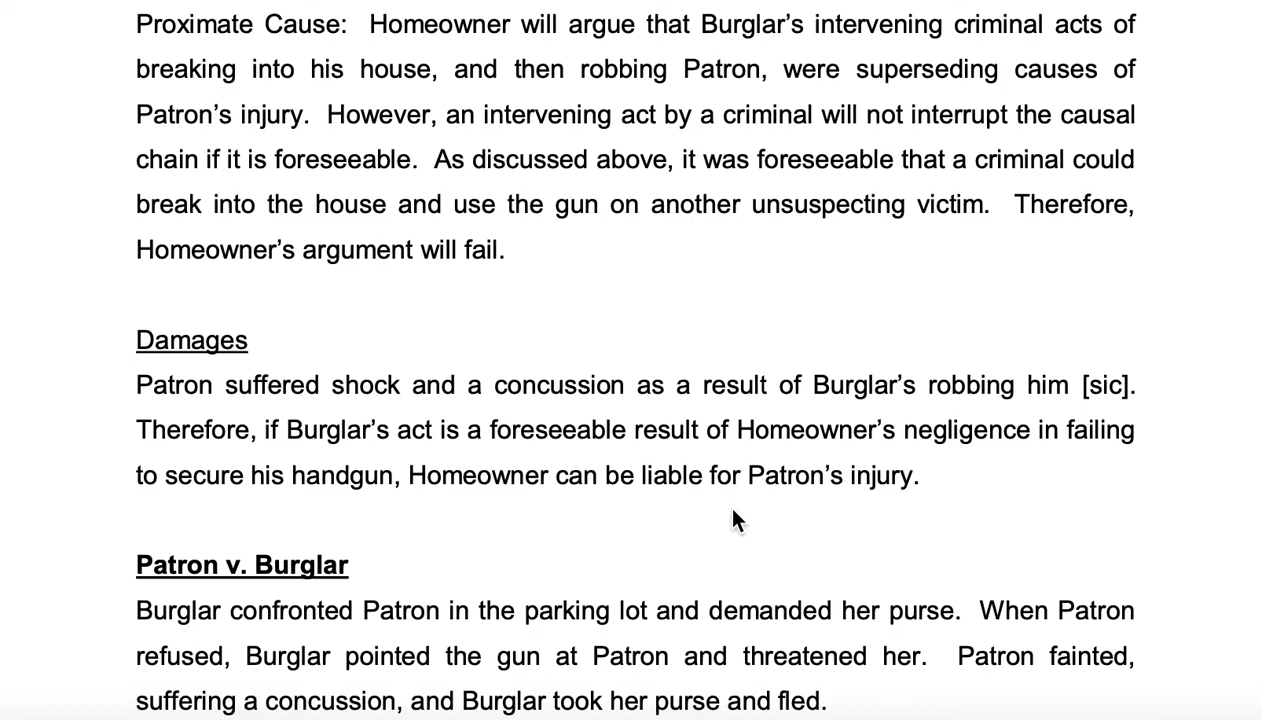 Proximate Cause:  Homeowner will argue that Burglar’s intervening criminal acts of
breaking into his house, and then robbing Patron, were superseding causes of
Patron’s injury.  However, an intervening act by a criminal will not interrupt the causal
chain if it is foreseeable.  As discussed above, it was foreseeable that a criminal could
break into the house and use the gun on another unsuspecting victim.  Therefore,
Homeowner’s argument will fail.
Damages
Patron suffered shock and a concussion as a result of Burglar’s robbing him [sic].
Therefore, if Burglar’s act is a foreseeable result of Homeowner’s negligence in failing
to secure his handgun, Homeowner can be liable for Patron’s injury.
Patron v. Burglar
Burglar confronted Patron in the parking lot and demanded her purse.  When Patron
refused, Burglar pointed the gun at Patron and threatened her.  Patron fainted,
suffering a concussion, and Burglar took her purse and fled.